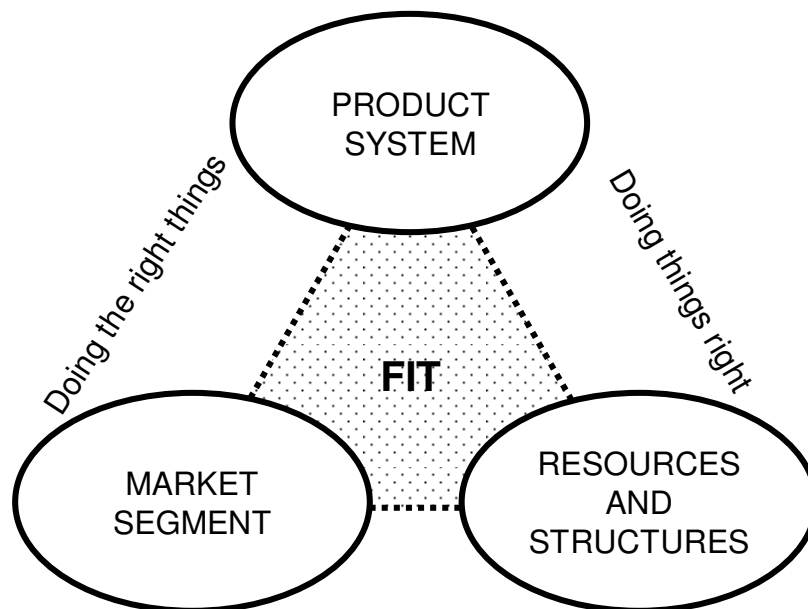 PRODUCT
SYSTEM
Doing the right things
Doing things right
FIT
MARKET
SEGMENT
RESOURCES
AND
STRUCTURES